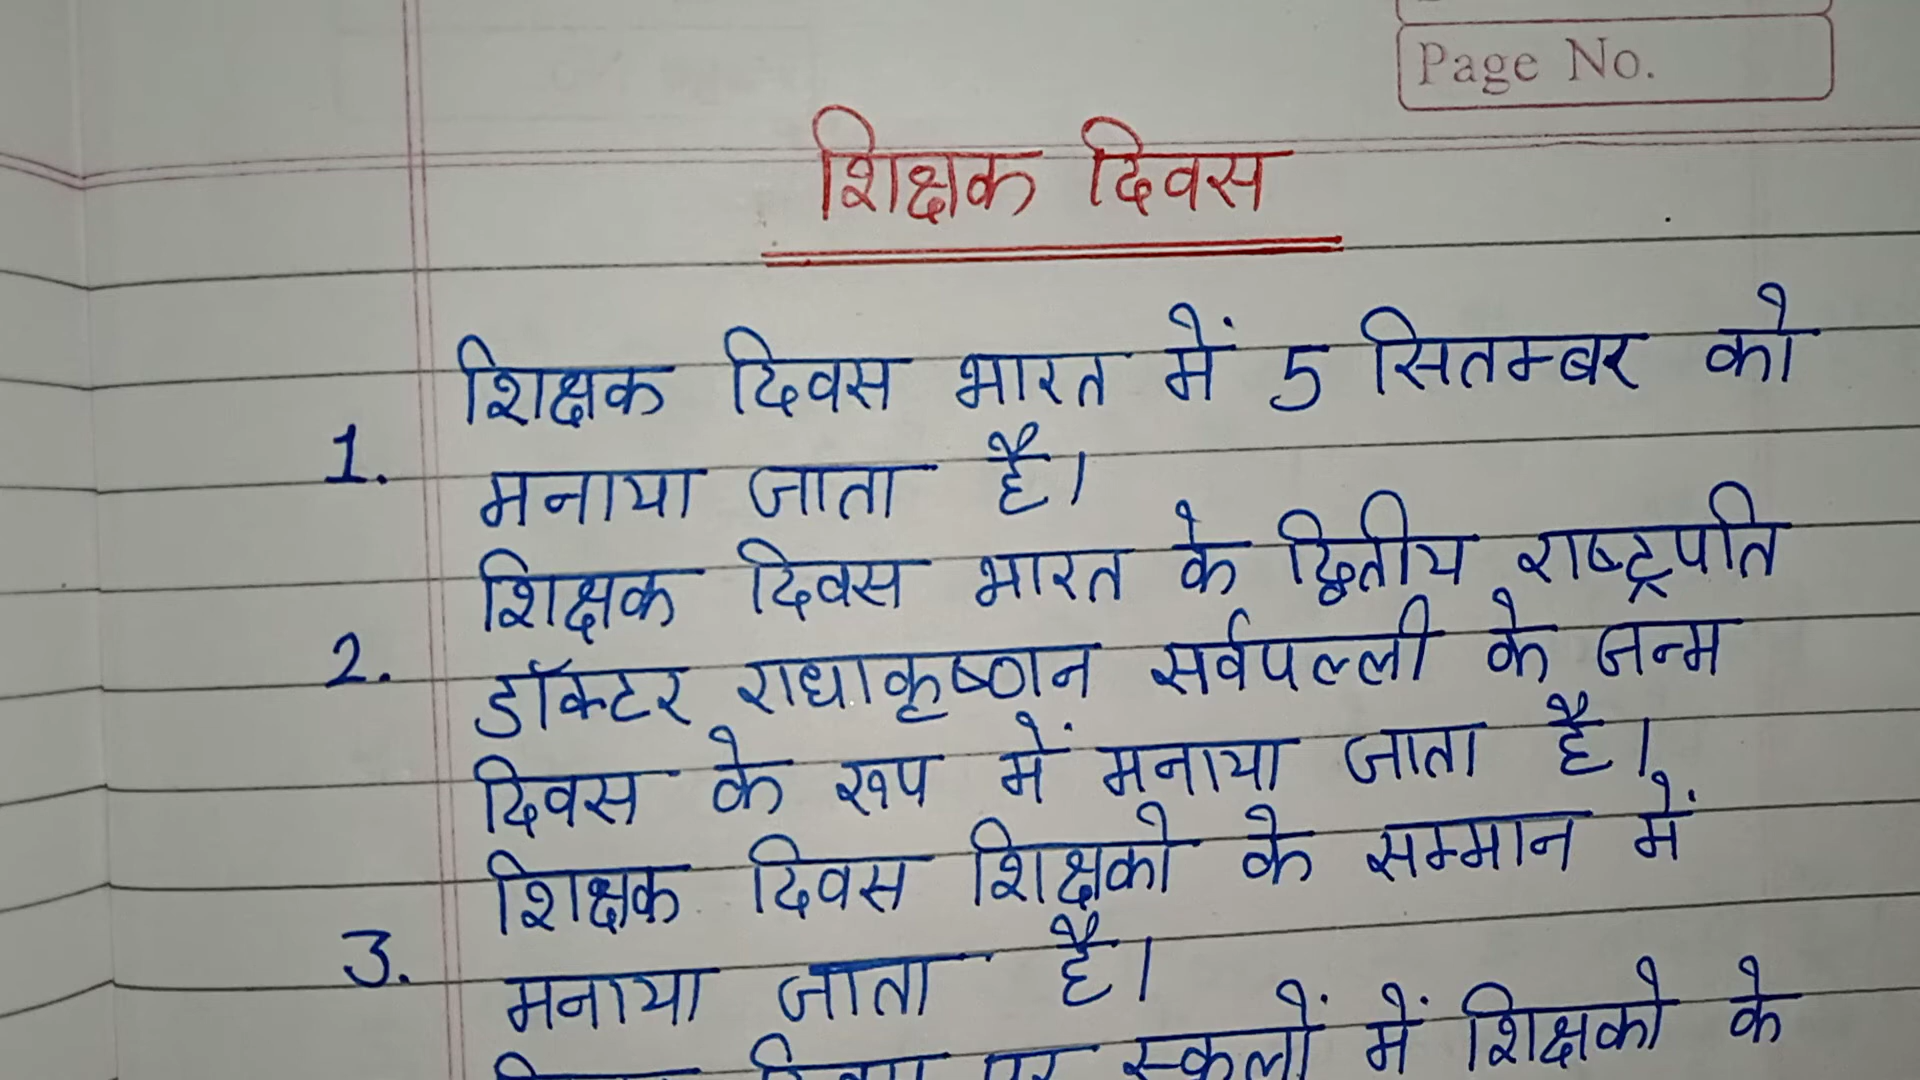 Page No.
शिक्षक दिवस
शिक्षक दिवस भारत में 5 सितम्बर को
1. मनाया जाता है।
शिक्षक दिवस भारत के द्वितीय राष्ट्रपति
2. डॉक्टर राधाकृष्णन सर्वपल्ली के जन्म
दिवस के रूप में मनाया जाता है।
शिक्षक दिवस शिक्षको के सम्मान में
3. मनाया जाता है।
स्कूलों में शिक्षको के